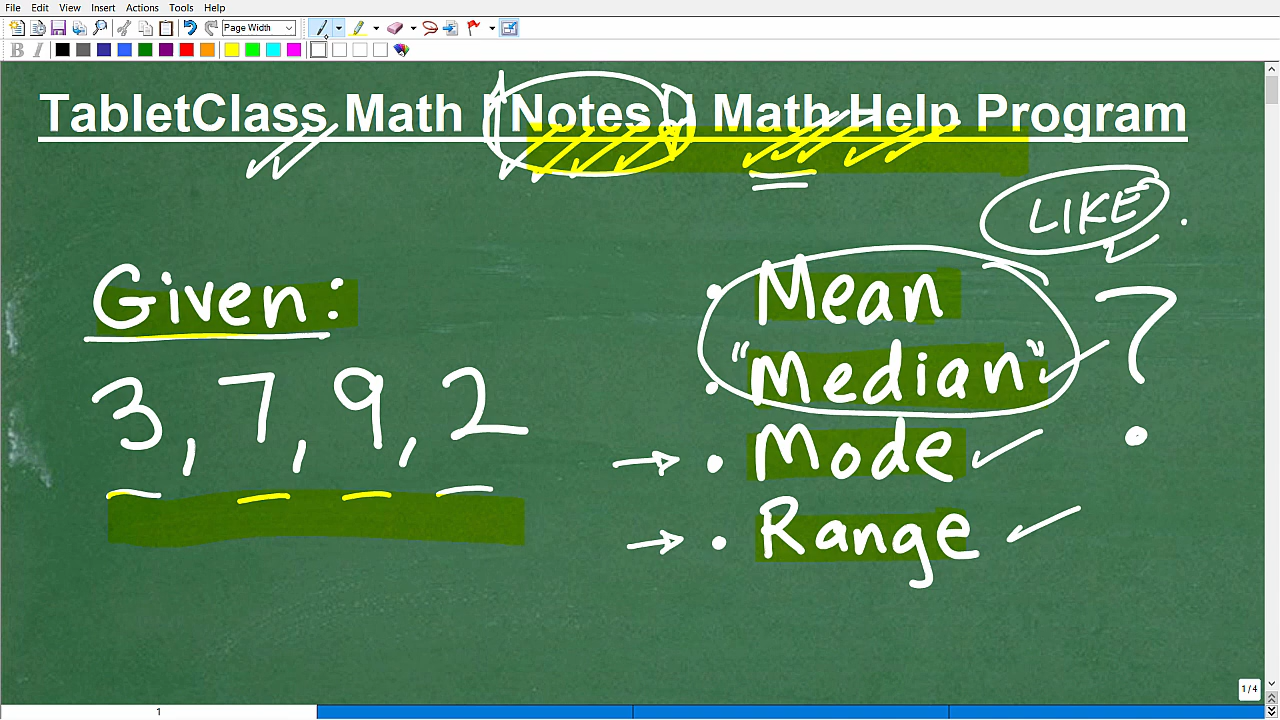 File Edit View Insert Actions Tools Help
Page Width
B I
TabletClass Math | Notes | Math Help Program
LIKE.
Given:
3, 7, 9, 2
• Mean
• "Median"
• Mode
• Range
?
1/4
1